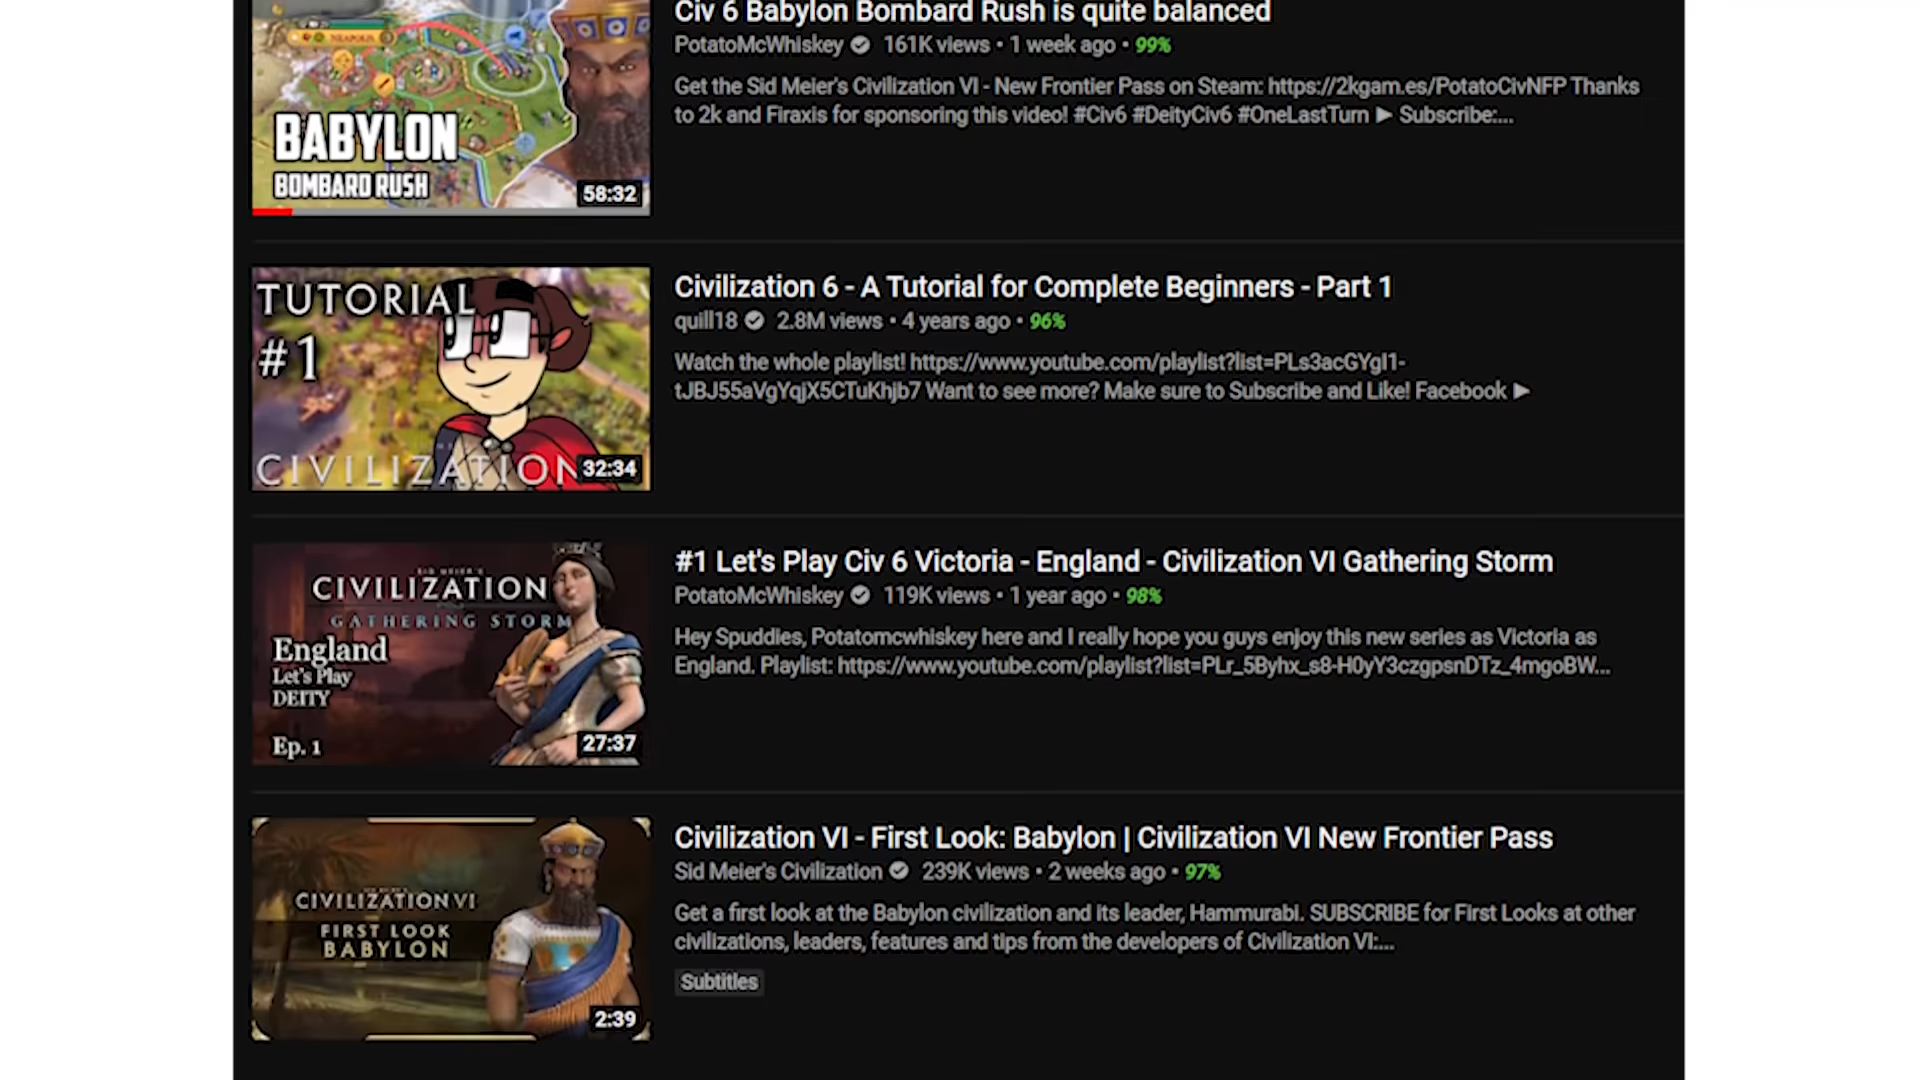 Civ 6 Babylon Bombard Rush is quite balanced
PotatoMcWhiskey 161K views • 1 week ago • 99%
Get the Sid Meier's Civilization VI - New Frontier Pass on Steam: https://2kgam.es/PotatoCivNFP Thanks
to 2k and Firaxis for sponsoring this video! #Civ6 #DeityCiv6 #OneLastTurn ► Subscribe:...
BABYLON
BOMBARD RUSH
58:32
TUTORIAL
#1
CIVILIZATION
32:34
Civilization 6 - A Tutorial for Complete Beginners - Part 1
quill18 2.8M views • 4 years ago • 96%
Watch the whole playlist! https://www.youtube.com/playlist?list=PLs3acGYgI1-
tJBJ55aVgYqjX5CTuKhjb7 Want to see more? Make sure to Subscribe and Like! Facebook ►
SID MEIER'S
CIVILIZATION
GATHERING STORM
England
Let's Play
DEITY
Ep. 1
27:37
#1 Let's Play Civ 6 Victoria - England - Civilization VI Gathering Storm
PotatoMcWhiskey 119K views • 1 year ago • 98%
Hey Spuddies, Potatomcwhiskey here and I really hope you guys enjoy this new series as Victoria as
England. Playlist: https://www.youtube.com/playlist?list=PLr_5Byhx_s8-H0yY3czgpsnDTz_4mgoBW...
CIVILIZATION VI
FIRST LOOK
BABYLON
2:39
Civilization VI - First Look: Babylon | Civilization VI New Frontier Pass
Sid Meier's Civilization 239K views • 2 weeks ago • 97%
Get a first look at the Babylon civilization and its leader, Hammurabi. SUBSCRIBE for First Looks at other
civilizations, leaders, features and tips from the developers of Civilization VI:...
Subtitles